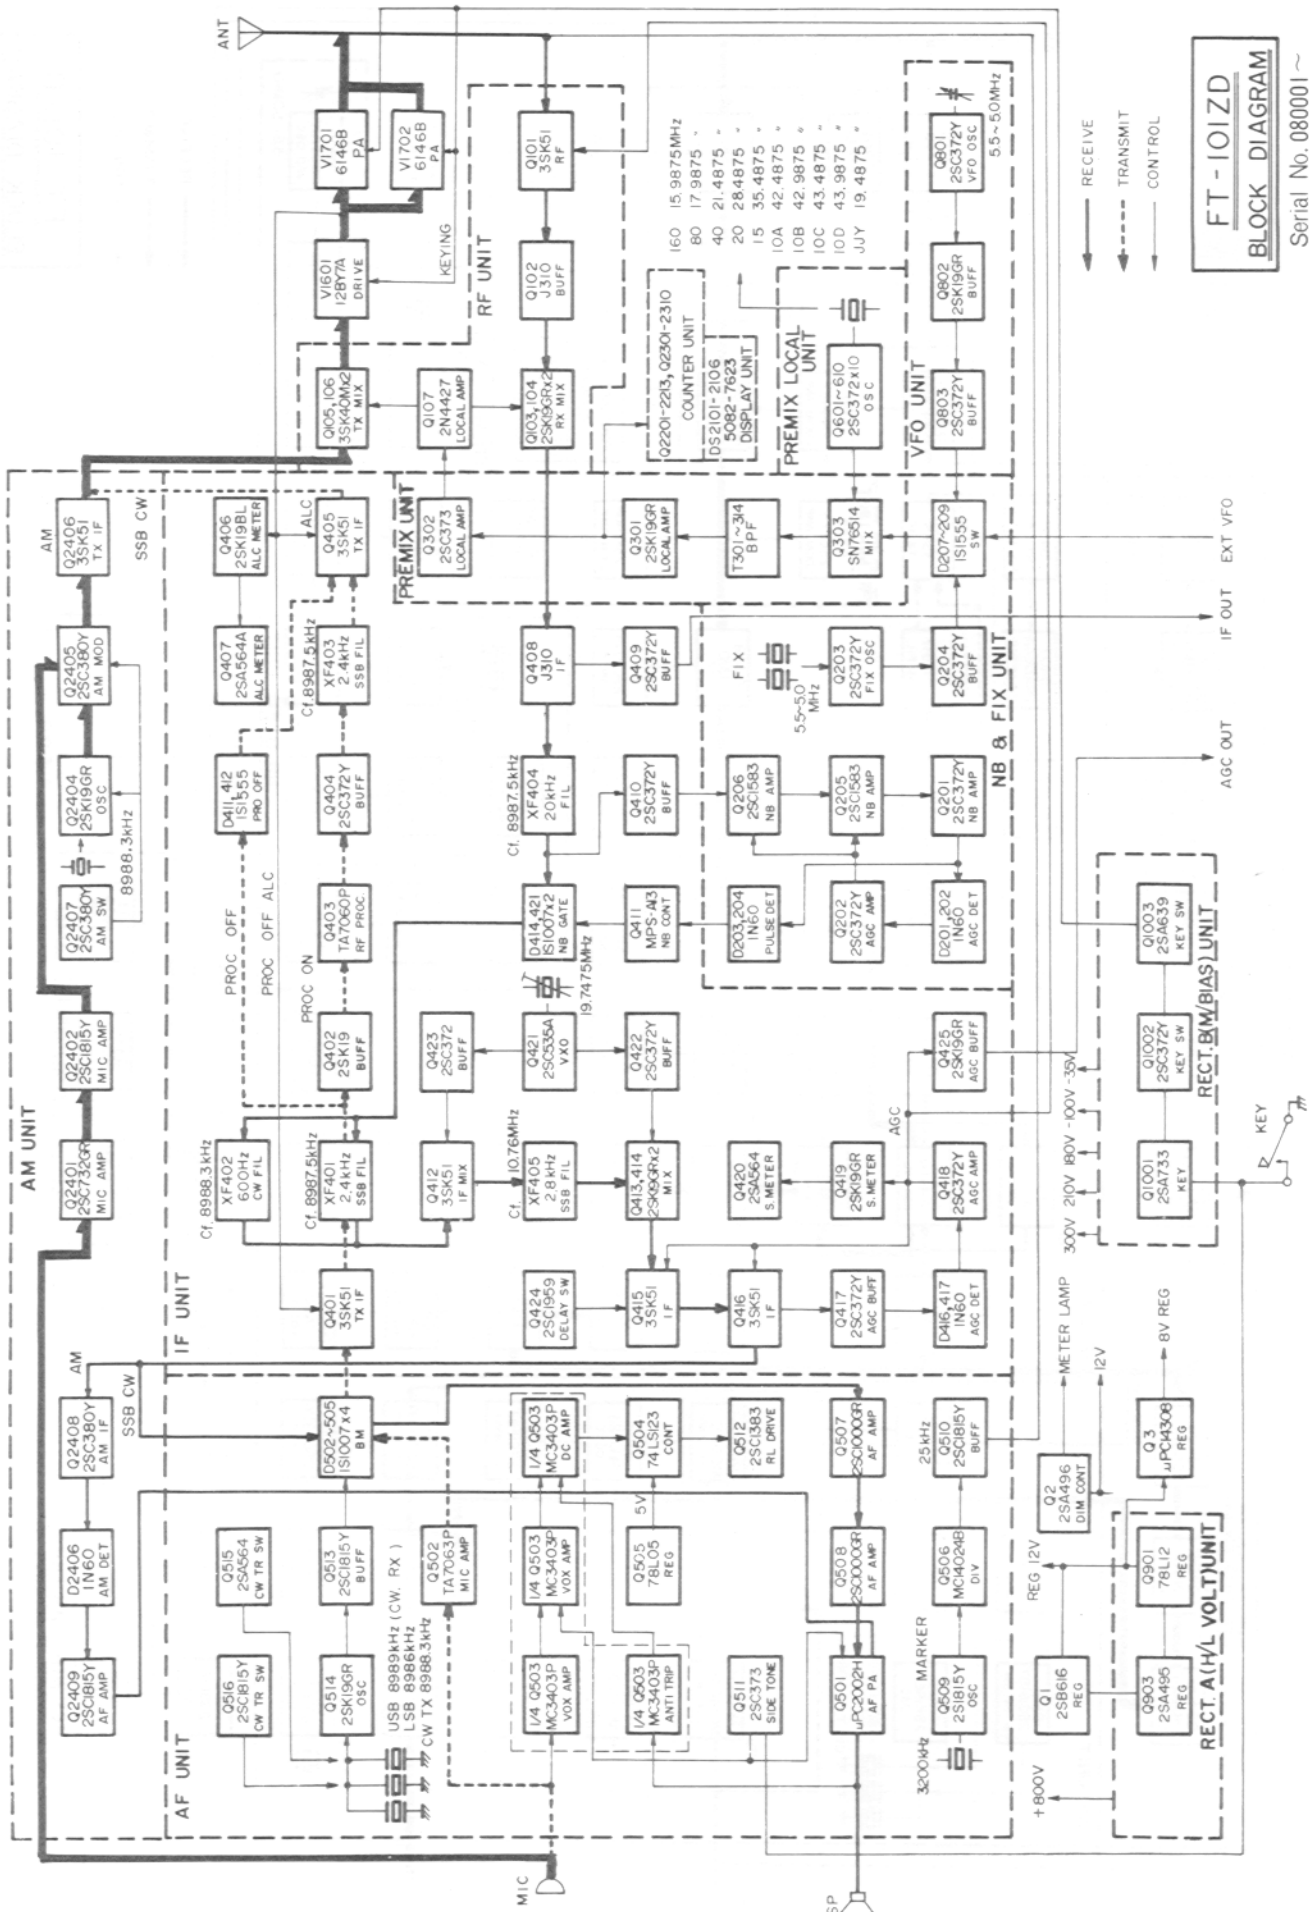 FT-101ZD
BLOCK DIAGRAM
Serial No. 080001~
RECEIVE
TRANSMIT
CONTROL
AM UNIT
Q2409
2SC1815Y
AF AMP
D2406
1N60
AM DET
Q2408
2SC380Y
AM IF
AM
SSB CW
Q2401
2SC732GR
MIC AMP
Q2402
2SC1815Y
MIC AMP
Q2407
2SC380Y
AM SW
8988.3kHz
Q2404
2SK19GR
OSC
Q2405
2SC380Y
AM MOD
Q2406
3SK51
TX IF
AM
SSB CW
AF UNIT
Q516
2SC1815Y
CW TR SW
Q515
2SA564
CW TR SW
Q514
2SK19GR
OSC
Q513
2SC1815Y
BUFF
D502~505
1S1007x4
BM
USB 8989kHz (CW. RX)
LSB 8986kHz
CW TX 8988.3kHz
Q502
TA7063P
MIC AMP
MIC
1/4 Q503
MC3403P
VOX AMP
1/4 Q503
MC3403P
VOX AMP
1/4 Q503
MC3403P
DC AMP
1/4 Q503
MC3403P
ANTI TRIP
Q505
78L05
REG
5V
Q504
74LS123
CONT
Q511
2SC373
SIDE TONE
Q512
2SC1383
RL DRIVE
Q501
µPC2002H
AF PA
Q508
2SC1000GR
AF AMP
Q507
2SC1000GR
AF AMP
SP
MARKER
3200kHz
Q509
2S1815Y
OSC
Q506
MC14024B
DIV
25kHz
Q510
2SC1815Y
BUFF
IF UNIT
Q401
3SK51
TX IF
Cf. 8988.3kHz
XF402
600Hz
CW FIL
Cf. 8987.5kHz
XF401
2.4kHz
SSB FIL
Q402
2SK19
BUFF
Q403
TA7060P
RF PROC.
PROC OFF
PROC OFF ALC
PROC ON
D411,412
1S1555
PRO OFF
Q404
2SC372Y
BUFF
Cf. 8987.5kHz
XF403
2.4kHz
SSB FIL
Q407
2SA564A
ALC METER
Q406
2SK19BL
ALC METER
Q405
3SK51
TX IF
ALC
Q412
3SK51
IF MIX
Q423
2SC372
BUFF
Cf. 10.76MHz
XF405
2.8kHz
SSB FIL
Q421
2SC535A
VXO
19.7475MHz
D414,421
1S1007x2
NB GATE
Cf. 8987.5kHz
XF404
20kHz
FIL
Q408
J310
IF
Q424
2SC1959
DELAY SW
Q415
3SK51
IF
Q413,414
2SK19GRx2
MIX
Q422
2SC372Y
BUFF
Q411
MPS-A13
NB CONT
Q410
2SC372Y
BUFF
Q409
2SC372Y
BUFF
Q416
3SK51
IF
Q420
2SA564
S.METER
Q417
2SC372Y
AGC BUFF
Q419
2SK19GR
S.METER
AGC
D416,417
1N60
AGC DET
Q418
2SC372Y
AGC AMP
Q425
2SK19GR
AGC BUFF
NB & FIX UNIT
D203,204
1N60
PULSE DET
Q206
2SC1583
NB AMP
Q202
2SC372Y
AGC AMP
Q205
2SC1583
NB AMP
D201,202
1N60
AGC DET
Q201
2SC372Y
NB AMP
FIX
5.5~5.0
MHz
Q203
2SC372Y
FIX OSC
Q204
2SC372Y
BUFF
D207~209
1S1555
SW
PREMIX UNIT
Q302
2SC373
LOCAL AMP
Q301
2SK19GR
LOCAL AMP
T301~314
BPF
Q303
SN76514
MIX
RF UNIT
Q105,106
3SK40Mx2
TX MIX
Q107
2N4427
LOCAL AMP
Q103,104
2SK19GRx2
RX MIX
Q102
J310
BUFF
Q101
3SK51
RF
V1601
12BY7A
DRIVE
V1701
6146B
PA
V1702
6146B
PA
KEYING
ANT
Q2201-2213, Q2301-2310
COUNTER UNIT
DS2101-2106
5082-7623
DISPLAY UNIT
PREMIX LOCAL
UNIT
Q601~610
2SC372x10
OSC
160 15.9875MHz
80 17.9875 "
40 21.4875 "
20 28.4875 "
15 35.4875 "
10A 42.4875 "
10B 42.9875 "
10C 43.4875 "
10D 43.9875 "
JJY 19.4875 "
VFO UNIT
Q803
2SC372Y
BUFF
Q802
2SK19GR
BUFF
Q801
2SC372Y
VFO OSC
5.5~5.0MHz
EXT VFO
IF OUT
AGC OUT
RECT. A(H/L VOLT)UNIT
+800V
Q1
2SB616
REG
Q903
2SA495
REG
Q901
78L12
REG
REG 12V
Q2
2SA496
DIM CONT
METER LAMP
12V
Q3
µPC14308
REG
8V REG
RECT. B(M/BIAS)UNIT
300V 210V 180V -100V -35V
Q1001
2SA733
KEY
Q1002
2SC372Y
KEY SW
Q1003
2SA639
KEY SW
KEY